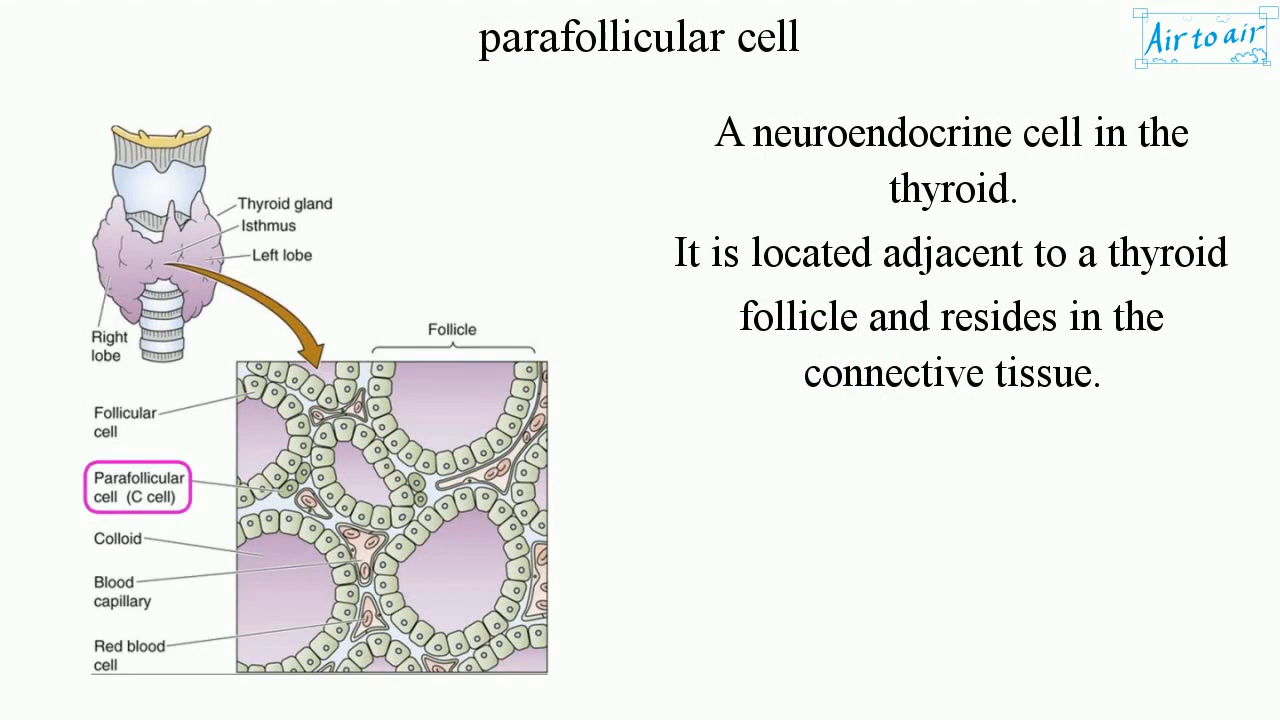 parafollicular cell
Air to air
A neuroendocrine cell in the
thyroid.
It is located adjacent to a thyroid
follicle and resides in the
connective tissue.
Thyroid gland
Isthmus
Left lobe
Right
lobe
Follicle
Follicular
cell
Parafollicular
cell (C cell)
Colloid
Blood
capillary
Red blood
cell